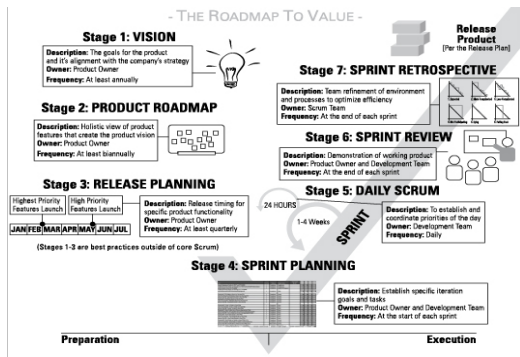 - THE ROADMAP TO VALUE -
Release
Product
[Per the Release Plan]
Stage 1: VISION
Description: The goals for the product
and it's alignment with the company's strategy
Owner: Product Owner
Frequency: At least annually
Stage 2: PRODUCT ROADMAP
Description: Holistic view of product
features that create the product vision
Owner: Product Owner
Frequency: At least biannually
Stage 3: RELEASE PLANNING
Highest Priority
Features Launch
High Priority
Features Launch
JAN FEB MAR APR MAY JUN JUL
Description: Release timing for
specific product functionality
Owner: Product Owner
Frequency: At least quarterly
(Stages 1-3 are best practices outside of core Scrum)
Stage 4: SPRINT PLANNING
Description: Establish specific iteration
goals and tasks
Owner: Product Owner and Development Team
Frequency: At the start of each sprint
Stage 5: DAILY SCRUM
Description: To establish and
coordinate priorities of the day
Owner: Development Team
Frequency: Daily
24 HOURS
1-4 Weeks
SPRINT
Stage 6: SPRINT REVIEW
Description: Demonstration of working product
Owner: Product Owner and Development Team
Frequency: At the end of each sprint
Stage 7: SPRINT RETROSPECTIVE
Description: Team refinement of environment
and processes to optimize efficiency
Owner: Scrum Team
Frequency: At the end of each sprint
Preparation
Execution